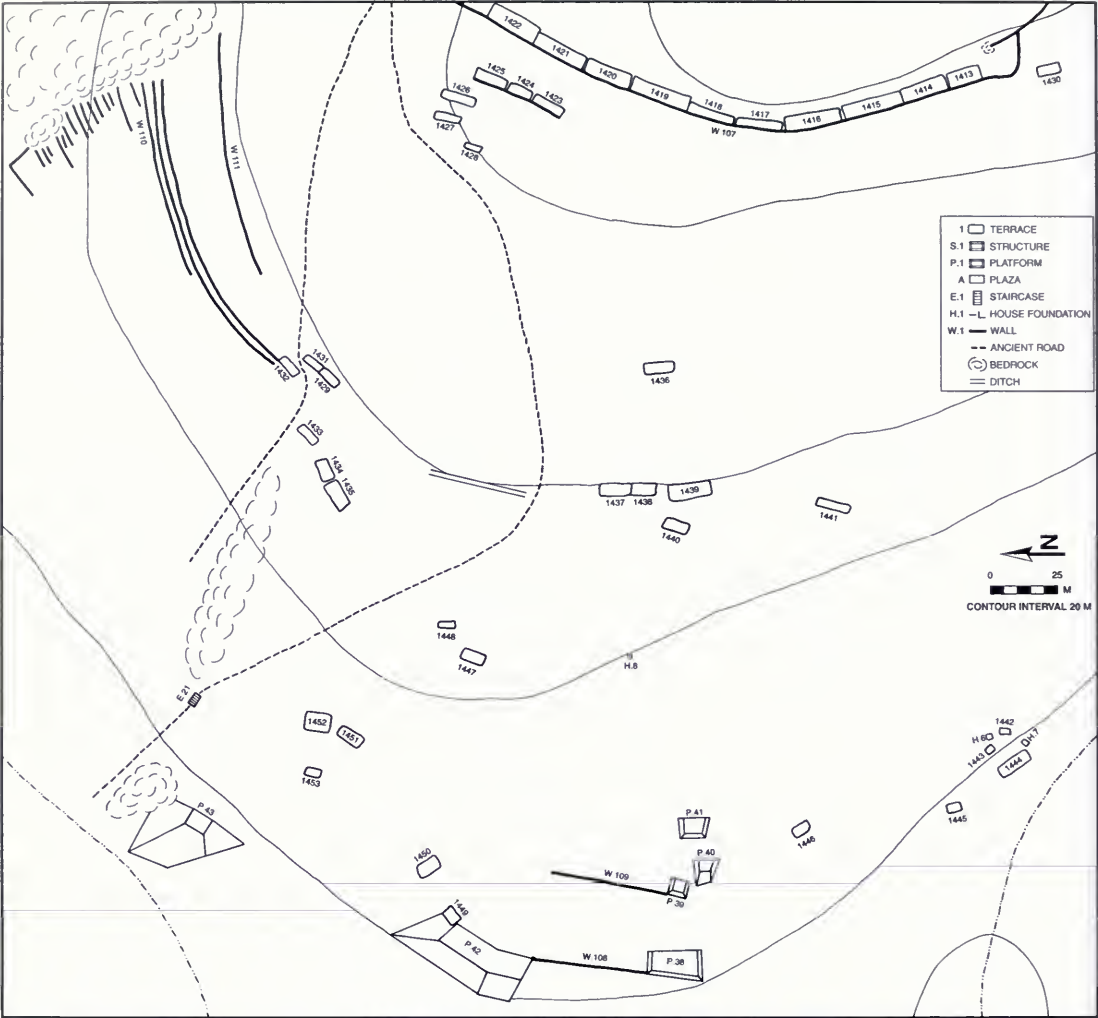 1422
1421
1420
1419
1418
1417
1416
1415
1414
1413
1430
1425
1424
1423
1426
1427
1428
W 107
W 110
W 111
1 TERRACE
S.1 STRUCTURE
P.1 PLATFORM
A PLAZA
E.1 STAIRCASE
H.1 HOUSE FOUNDATION
W.1 WALL
ANCIENT ROAD
BEDROCK
DITCH
1432
1431
1429
1436
1433
1434
1435
1437
1438
1439
1440
1441
N
0 25
M
CONTOUR INTERVAL 20 M
1448
1447
H.8
E 21
1452
1451
1453
1442
H 6
1443
H.7
1444
1445
P 43
P 41
1446
P 40
1450
W 109
P 39
1449
P 42
W 108
P 38